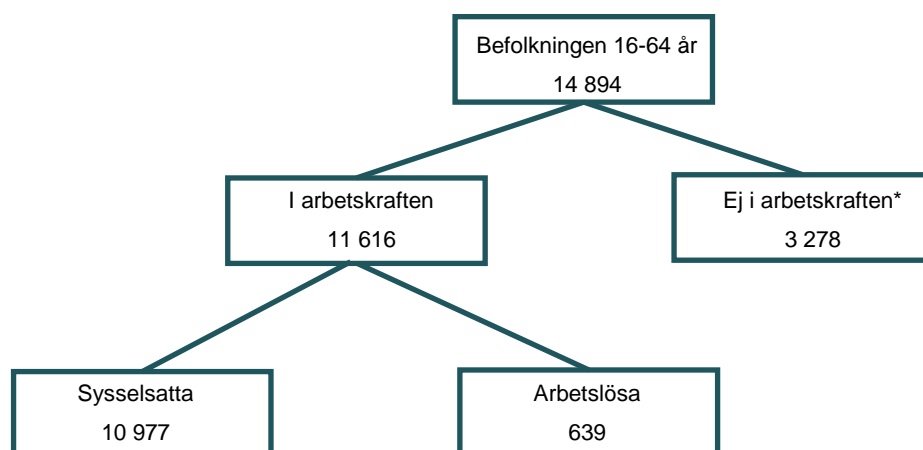 Befolkningen 16-64 år
14 894
I arbetskraften
11 616
Ej i arbetskraften*
3 278
Sysselsatta
10 977
Arbetslösa
639